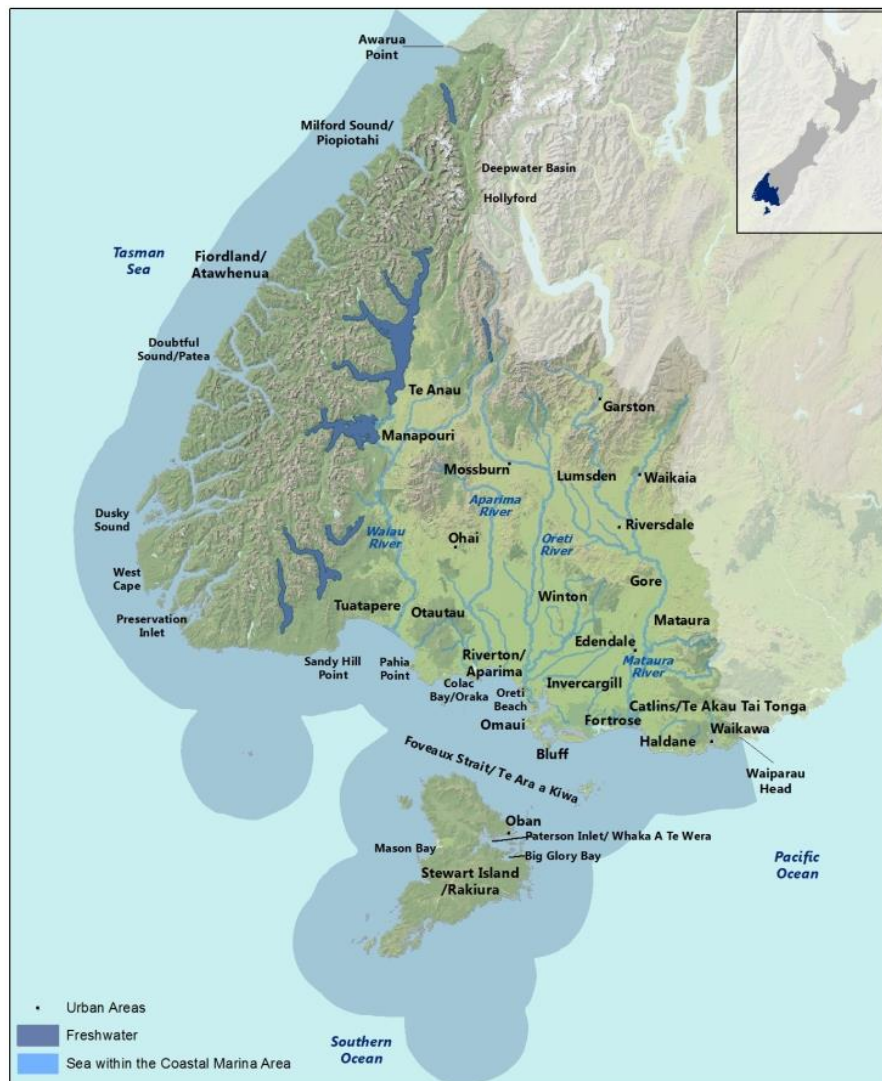 Awarua
Point
Milford Sound/
Piopiotahi
Deepwater Basin
Hollyford
Tasman
Sea
Fiordland/
Atawhenua
Doubtful
Sound/Patea
Te Anau
Garston
Manapouri
Mossburn
Lumsden
Waikaia
Aparima
River
Dusky
Sound
Waiau
River
Ohai
Oreti
River
Riversdale
West
Cape
Gore
Tuatapere
Otautau
Winton
Mataura
Preservation
Inlet
Edendale
Sandy Hill
Point
Pahia
Point
Riverton/
Aparima
Mataura
River
Colac
Bay/Oraka
Oreti
Beach
Invercargill
Catlins/Te Akau Tai Tonga
Omaui
Fortrose
Waikawa
Bluff
Haldane
Foveaux Strait/ Te Ara a Kiwa
Waiparau
Head
Oban
Paterson Inlet/ Whaka A Te Wera
Mason Bay
Big Glory Bay
Stewart Island
/Rakiura
Pacific
Ocean
Urban Areas
Freshwater
Sea within the Coastal Marina Area
Southern
Ocean